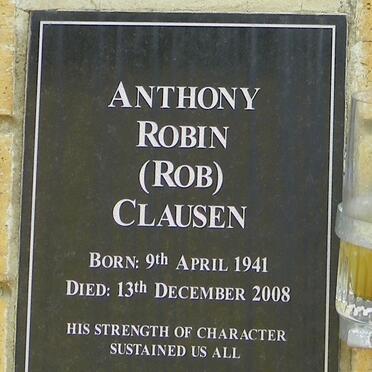 ANTHONY
ROBIN
(ROB)
CLAUSEN
BORN: 9th APRIL 1941
DIED: 13th DECEMBER 2008
HIS STRENGTH OF CHARACTER
SUSTAINED US ALL